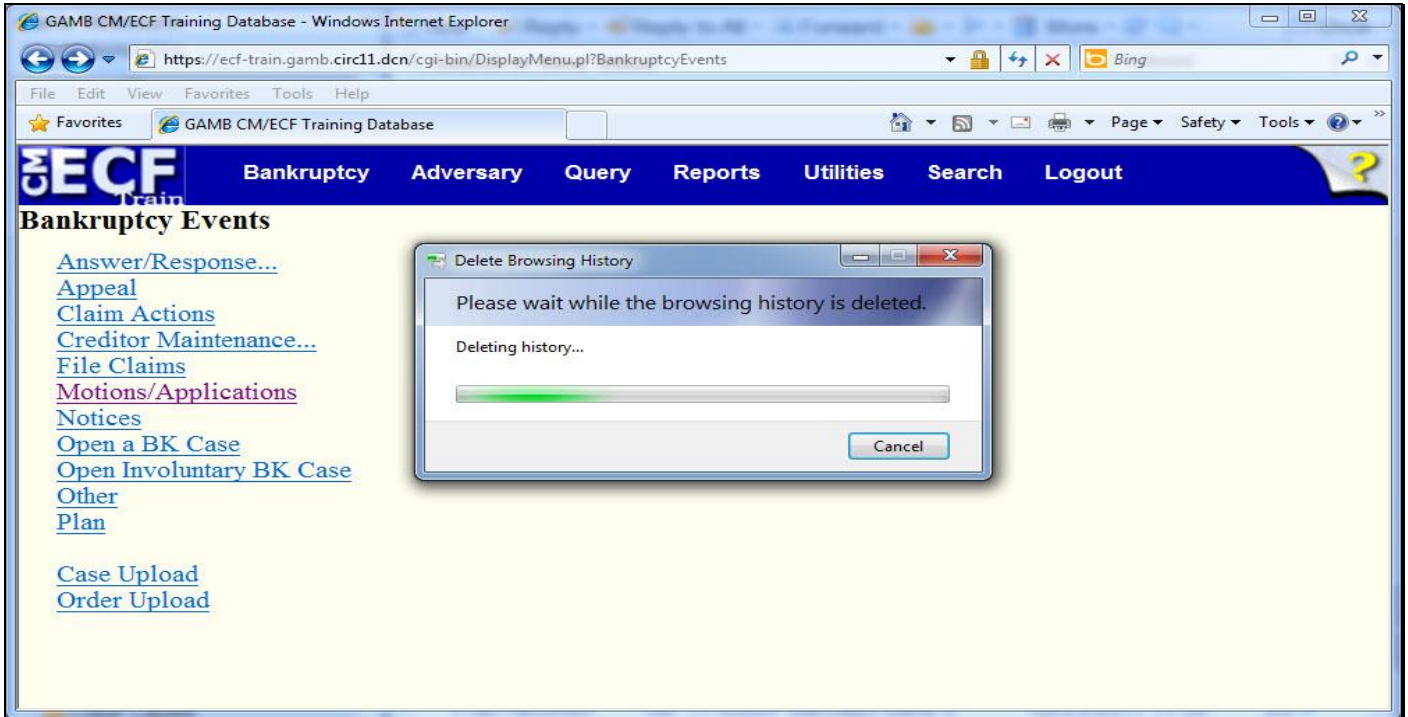 GAMB CM/ECF Training Database - Windows Internet Explorer
https://ecf-train.gamb.circ11.dcn/cgi-bin/DisplayMenu.pl?BankruptcyEvents Bing
File Edit View Favorites Tools Help
Favorites GAMB CM/ECF Training Database Page Safety Tools
CM ECF Train Bankruptcy Adversary Query Reports Utilities Search Logout ?
Bankruptcy Events
Answer/Response...
Appeal
Claim Actions
Creditor Maintenance...
File Claims
Motions/Applications
Notices
Open a BK Case
Open Involuntary BK Case
Other
Plan
Case Upload
Order Upload
Delete Browsing History
Please wait while the browsing history is deleted.
Deleting history...
Cancel